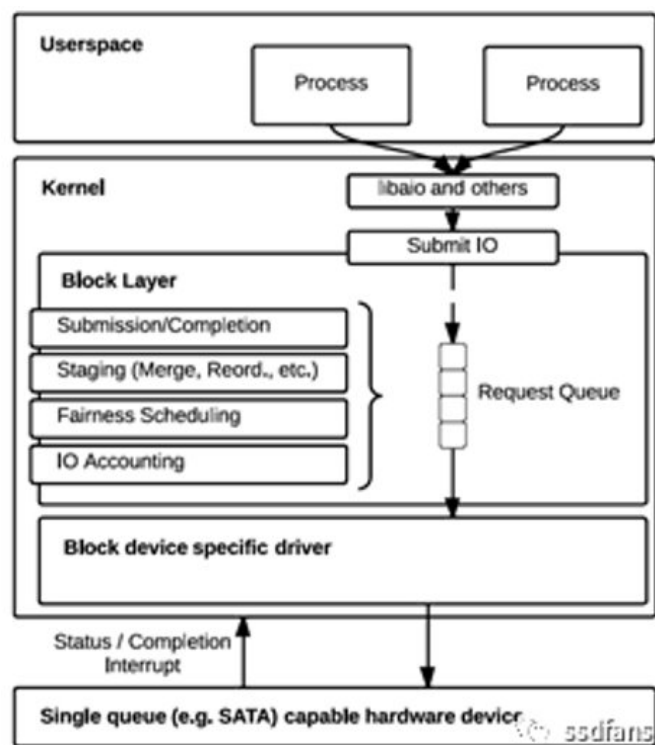 Userspace
Process
Process
Kernel
libaio and others
Submit IO
Block Layer
Submission/Completion
Staging (Merge, Reord., etc.)
Fairness Scheduling
IO Accounting
Request Queue
Block device specific driver
Status / Completion
Interrupt
Single queue (e.g. SATA) capable hardware device
ssdfans